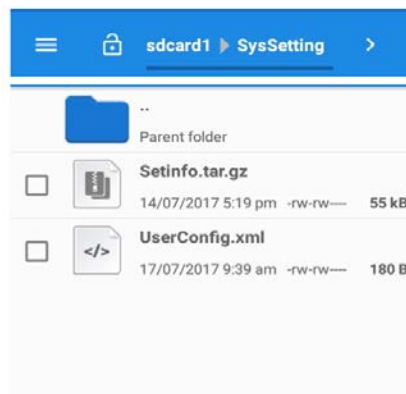 sdcard1 SysSetting
..
Parent folder
Setinfo.tar.gz
14/07/2017 5:19 pm -rw-rw---- 55 kB
</>
UserConfig.xml
17/07/2017 9:39 am -rw-rw---- 180 B